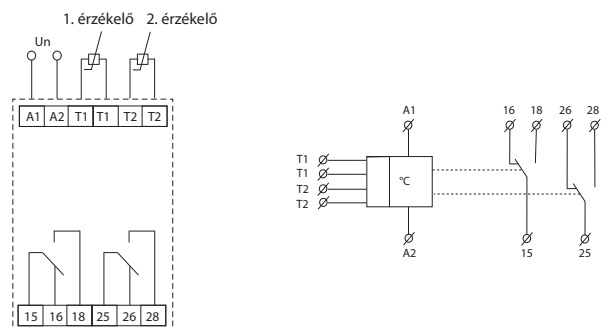 1. érzékelő 2. érzékelő
Un
A1 A2 T1 T1 T2 T2
15 16 18 25 26 28
A1 16 18 26 28
T1
T1
T2
T2
°C
A2 15 25